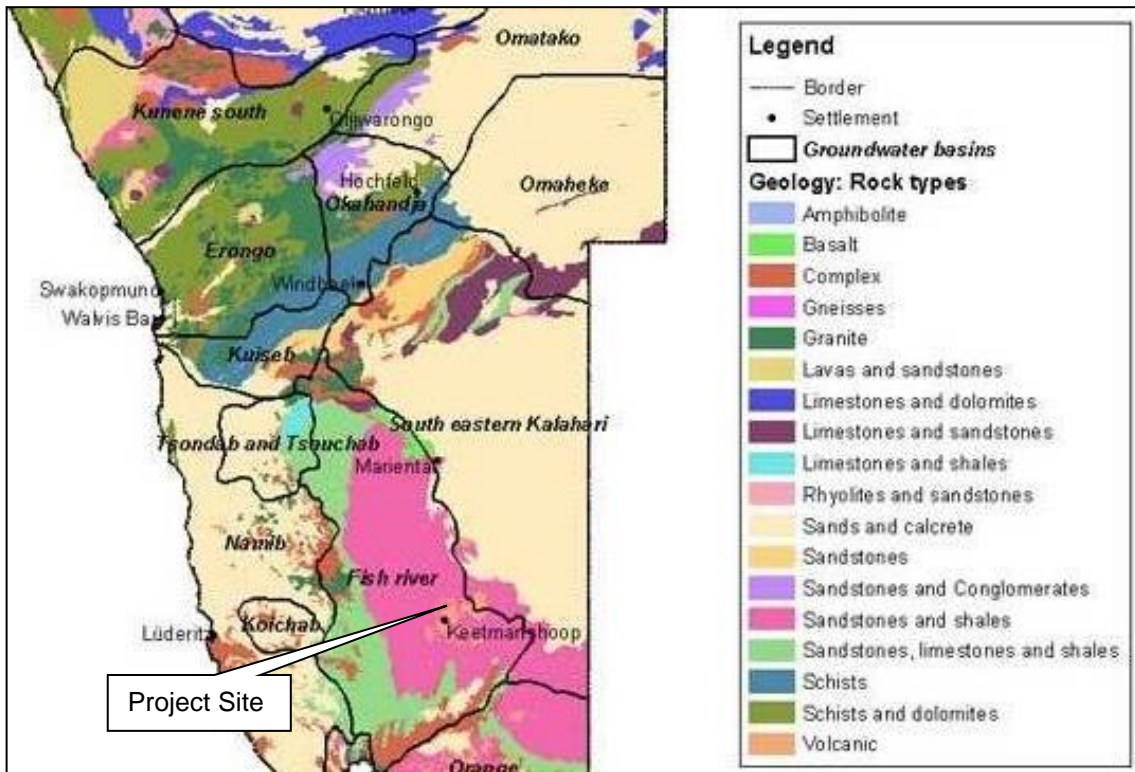 Omatako
Kunene south
Otjiwarongo
Hochfeld
Okahandja
Omaheke
Erongo
Windhoek
Swakopmund
Walvis Bay
Kuiseb
South eastern Kalahari
Tsondab and Tsauchab
Mariental
Namib
Fish river
Koichab
Keetmanshoop
Lüderitz
Project Site
Orange
Legend
Border
Settlement
Groundwater basins
Geology: Rock types
Amphibolite
Basalt
Complex
Gneisses
Granite
Lavas and sandstones
Limestones and dolomites
Limestones and sandstones
Limestones and shales
Rhyolites and sandstones
Sands and calcrete
Sandstones
Sandstones and Conglomerates
Sandstones and shales
Sandstones, limestones and shales
Schists
Schists and dolomites
Volcanic